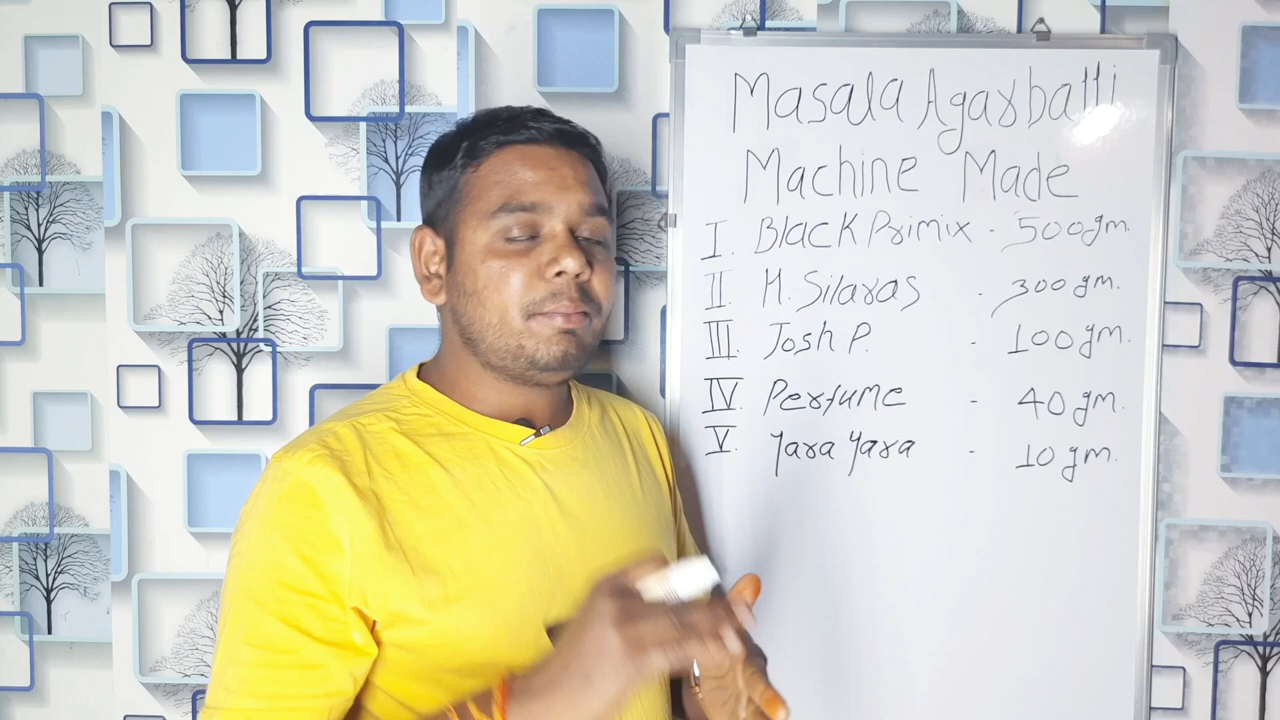 Masala Agarbatti
Machine Made
I. Black Primix - 500gm.
II. H. Silaras - 300gm.
III. Josh P. - 100gm.
IV. Perfume - 40gm.
V. Yara Yara - 10gm.